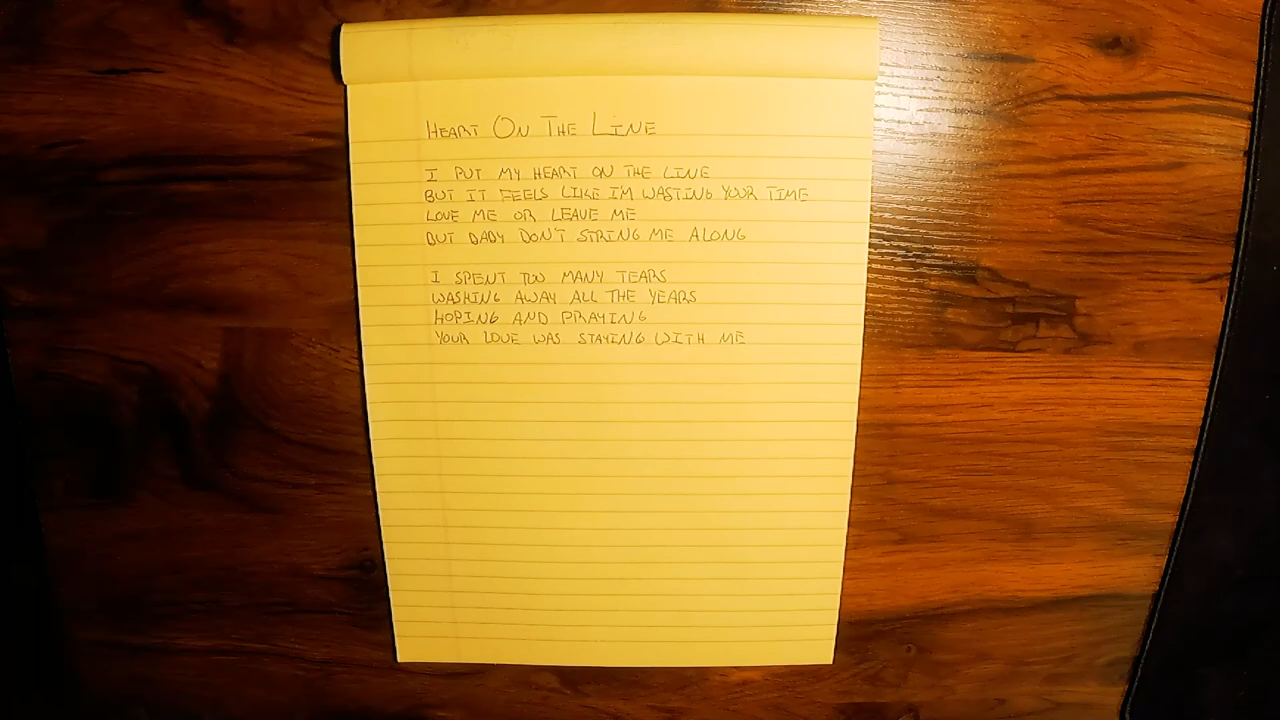 HEART ON THE LINE
I PUT MY HEART ON THE LINE
BUT IT FEELS LIKE IM WASTING YOUR TIME
LOVE ME OR LEAVE ME
BUT BABY DON'T STRING ME ALONG
I SPENT TOO MANY TEARS
WASHING AWAY ALL THE YEARS
HOPING AND PRAYING
YOUR LOVE WAS STAYING WITH ME